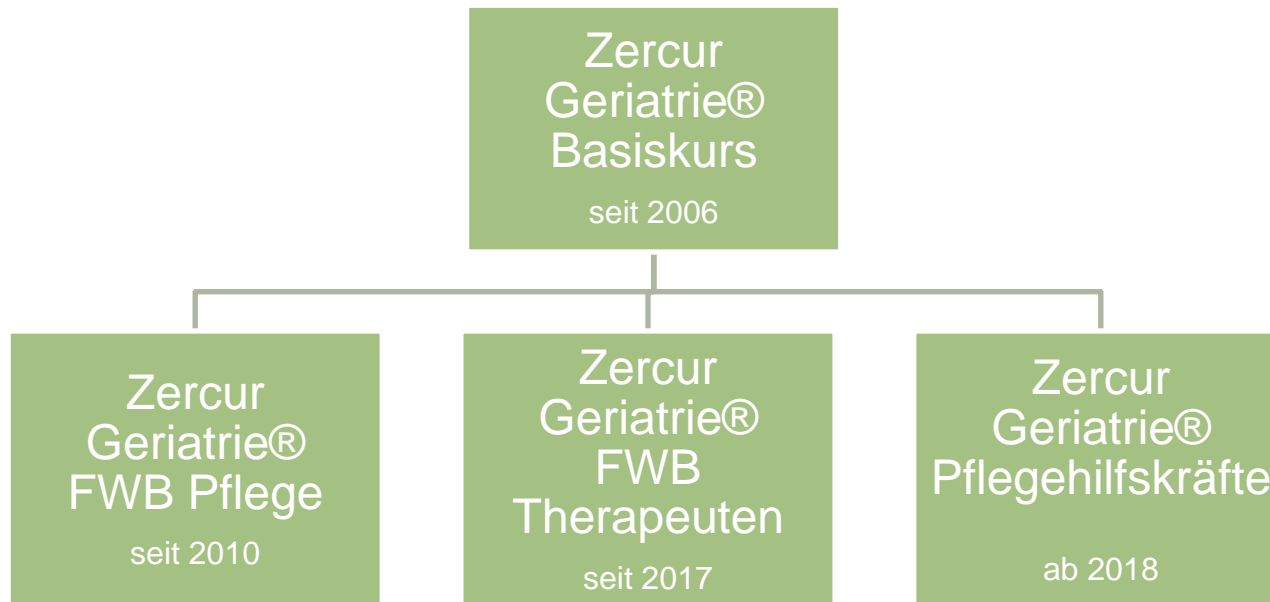 Zercur
Geriatrie®
Basiskurs
seit 2006
Zercur
Geriatrie®
FWB Pflege
seit 2010
Zercur
Geriatrie®
FWB
Therapeuten
seit 2017
Zercur
Geriatrie®
Pflegehilfskräfte
ab 2018